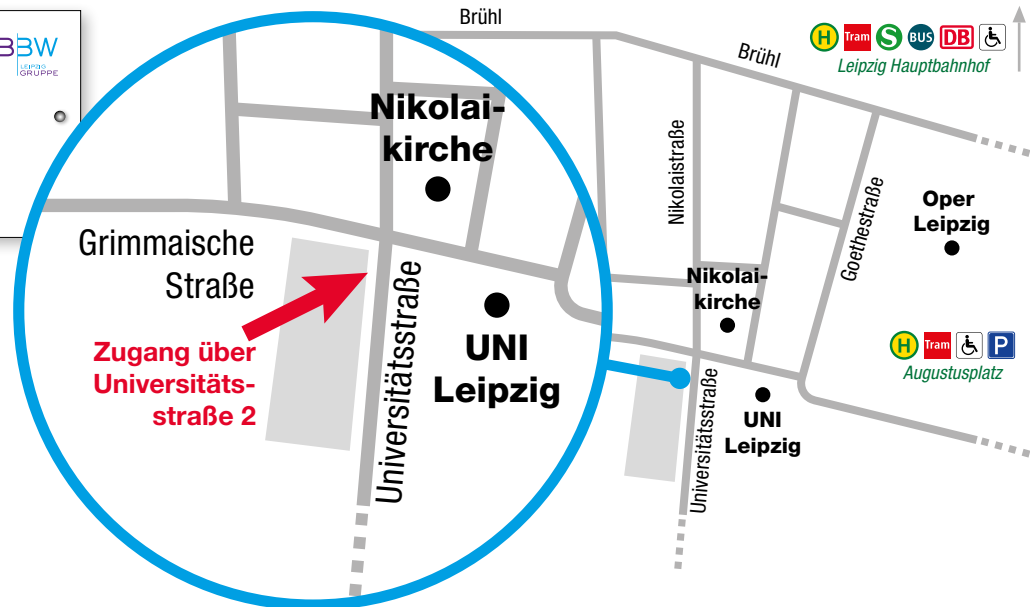 BBW
LEIPZIG
GRUPPE
Brühl
Brühl
H Tram S BUS DB
Leipzig Hauptbahnhof
Nikolai-
kirche
Nikolaistraße
Goethestraße
Oper
Leipzig
Grimmaische
Straße
Zugang über
Universitäts-
straße 2
Universitätsstraße
UNI
Leipzig
Nikolai-
kirche
H Tram P
Augustusplatz
Universitätsstraße
UNI
Leipzig